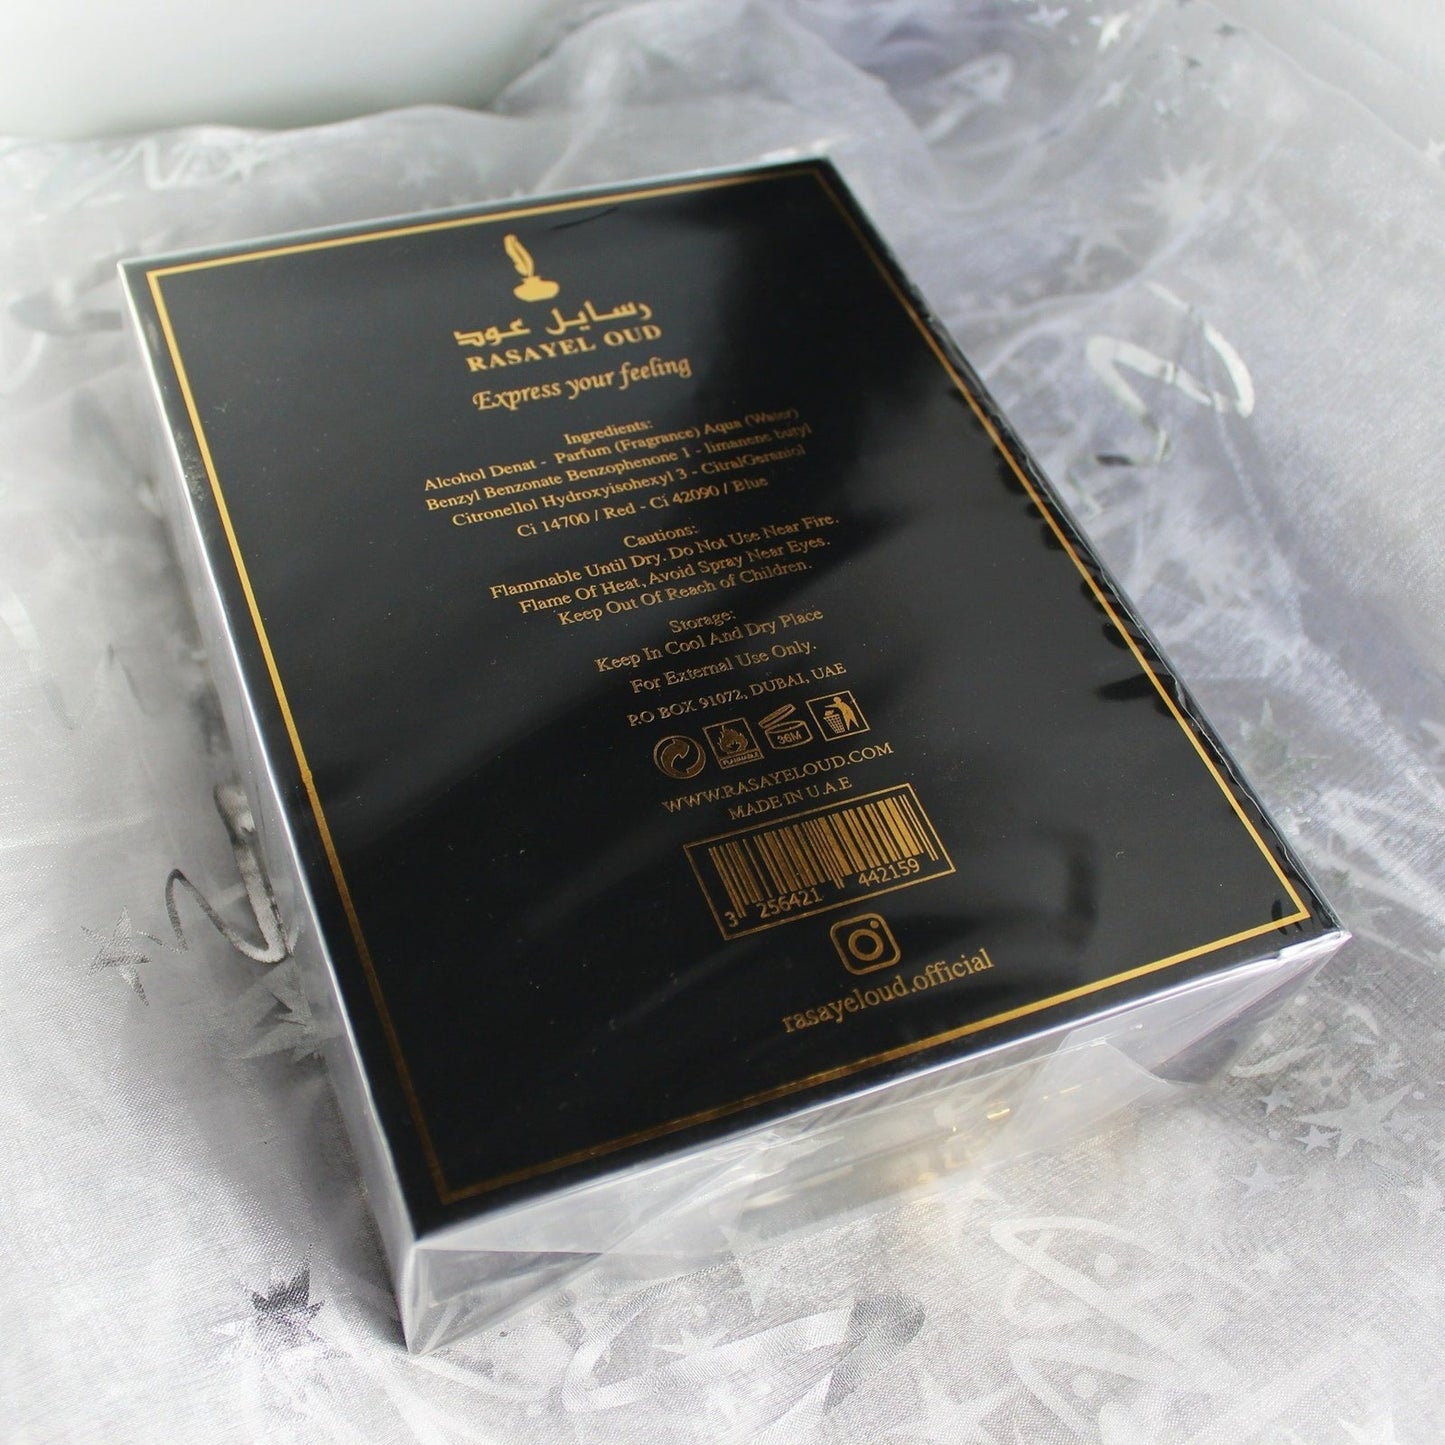 رسايل عود
RASAYEL OUD
Express your feeling
Ingredients:
Alcohol Denat - Parfum (Fragrance) Aqua (Water)
Benzyl Benzonate Benzophenone 1 - limanene butyl
Citronellol Hydroxyisohexyl 3 - CitralGeraniol
Ci 14700 / Red - Ci 42090 / Blue
Cautions:
Flammable Until Dry. Do Not Use Near Fire.
Flame Of Heat, Avoid Spray Near Eyes.
Keep Out Of Reach of Children.
Storage:
Keep In Cool And Dry Place
For External Use Only.
P.O BOX 91072, DUBAI, UAE
FLAMMABLE
36M
WWW.RASAYELOUD.COM
MADE IN U.A.E
3 256421 442159
rasayeloud.official